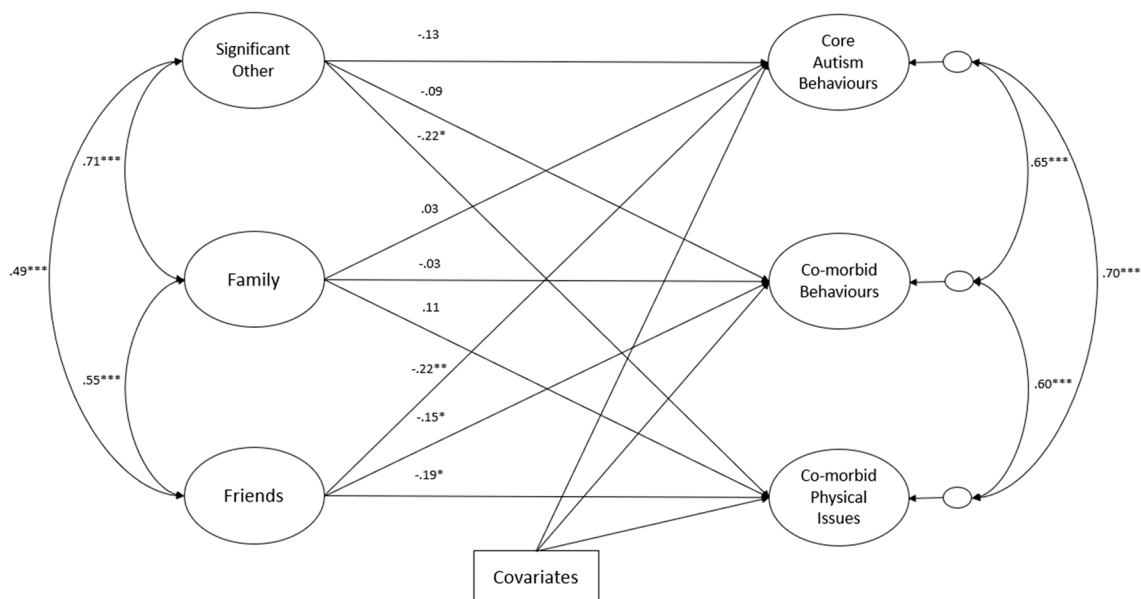 Significant
Other
Core
Autism
Behaviours
-.13
-.09
-.22*
.71***
.65***
.03
-.03
.11
.49***
.70***
Family
Co-morbid
Behaviours
.55***
.60***
-.22**
-.15*
-.19*
Friends
Co-morbid
Physical
Issues
Covariates